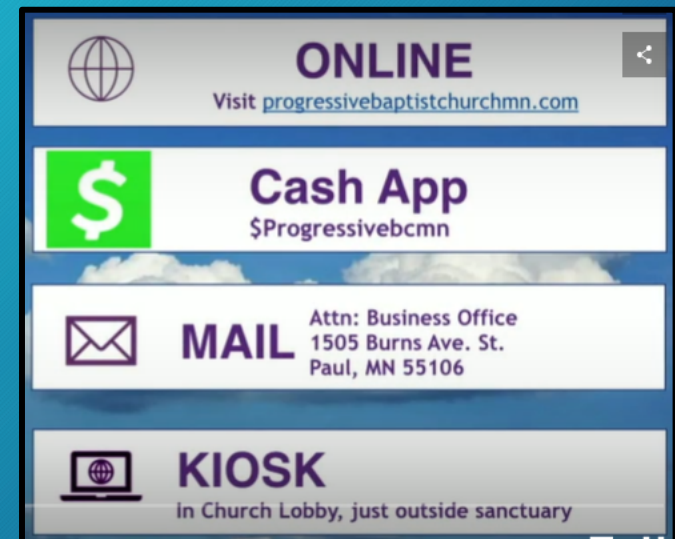 ONLINE
Visit progressivebaptistchurchmn.com
$
Cash App
$Progressivebcmn
MAIL
Attn: Business Office
1505 Burns Ave. St.
Paul, MN 55106
KIOSK
in Church Lobby, just outside sanctuary